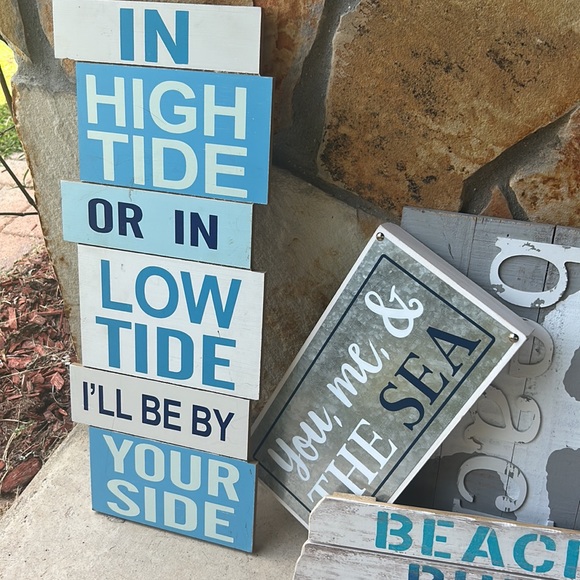 IN
HIGH
TIDE
OR IN
LOW
TIDE
I'LL BE BY
YOUR
SIDE
you, me, &
THE SEA
BEACH